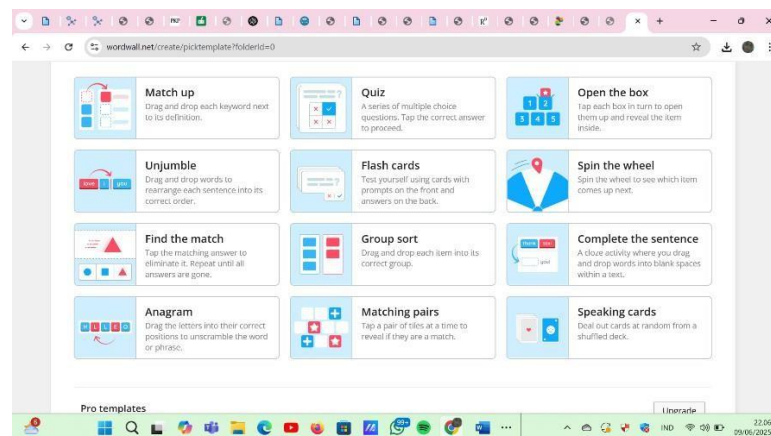 wordwall.net/create/picktemplate?folderId=0
Match up
Drag and drop each keyword next
to its definition.
Quiz
A series of multiple choice
questions. Tap the correct answer
to proceed.
Open the box
Tap each box in turn to open
them up and reveal the item
inside.
1 2
3 4 5
Unjumble
Drag and drop words to
rearrange each sentence into its
correct order.
love I you
Flash cards
Test yourself using cards with
prompts on the front and
answers on the back.
Spin the wheel
Spin the wheel to see which item
comes up next.
Find the match
Tap the matching answer to
eliminate it. Repeat until all
answers are gone.
Group sort
Drag and drop each item into its
correct group.
Complete the sentence
A cloze activity where you drag
and drop words into blank spaces
within a text.
Anagram
Drag the letters into their correct
positions to unscramble the word
or phrase.
H L L E O
Matching pairs
Tap a pair of tiles at a time to
reveal if they are a match.
Speaking cards
Deal out cards at random from a
shuffled deck.
Pro templates
Upgrade
99+
IND
22.06
09/06/2025